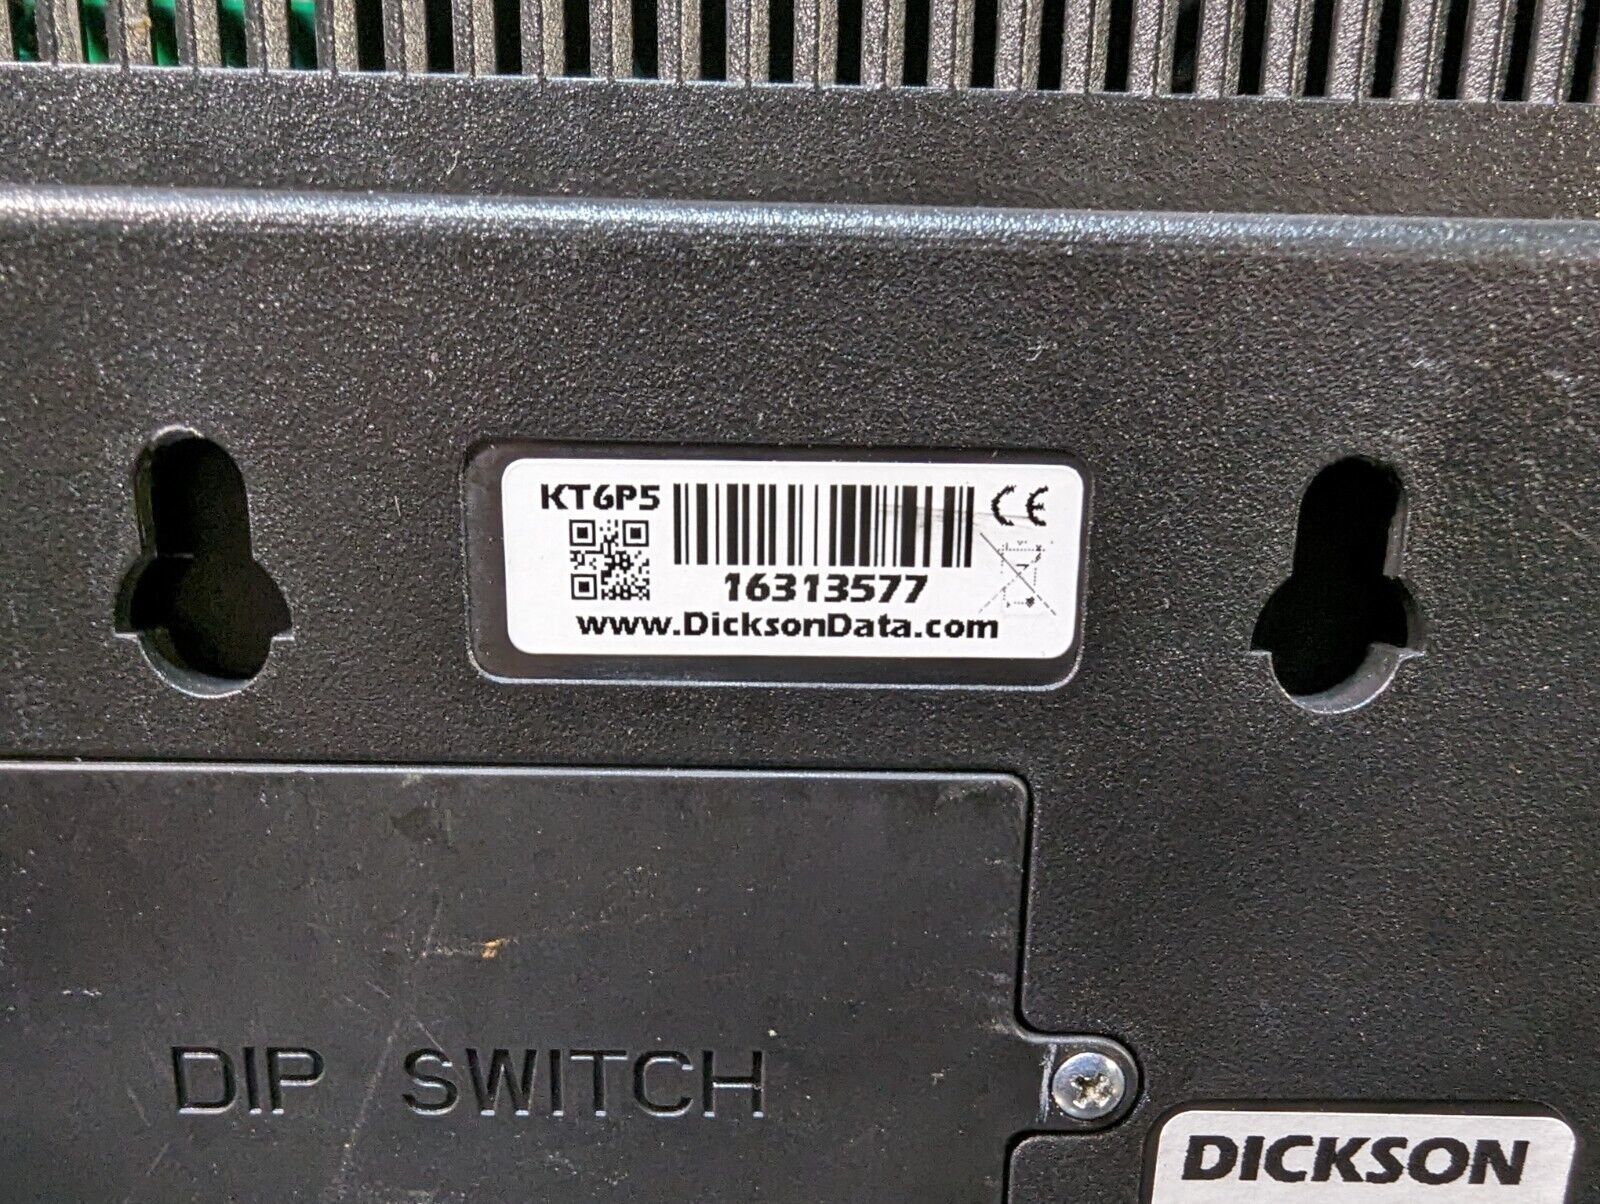 KT6P5
CE
16313577
www.DicksonData.com
DIP SWITCH
DICKSON